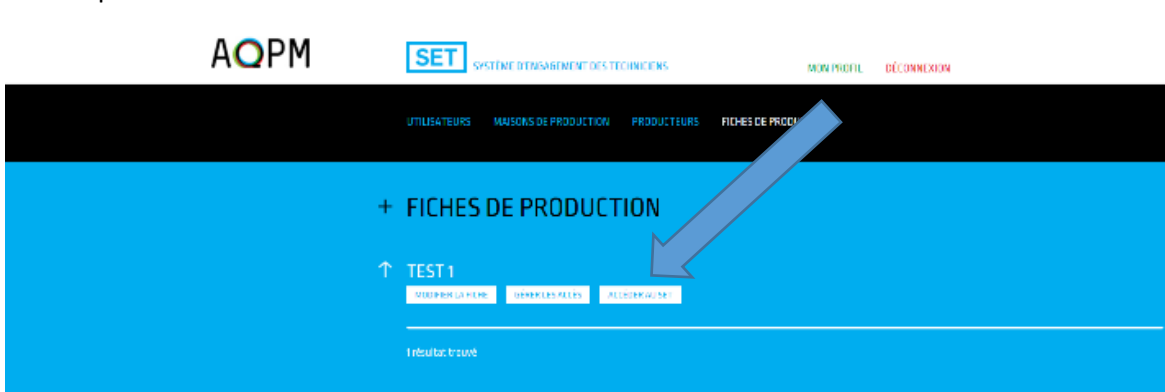 AQPM
SET SYSTÈME D'ENGAGEMENT DES TECHNICIENS
MON PROFIL DÉCONNEXION
UTILISATEURS MAISONS DE PRODUCTION PRODUCTEURS FICHES DE PRODU
+ FICHES DE PRODUCTION
↑ TEST 1
MODIFIER LA FICHE GÉRER LES ACCÈS ACCÉDER AU SET
1 résultat trouvé